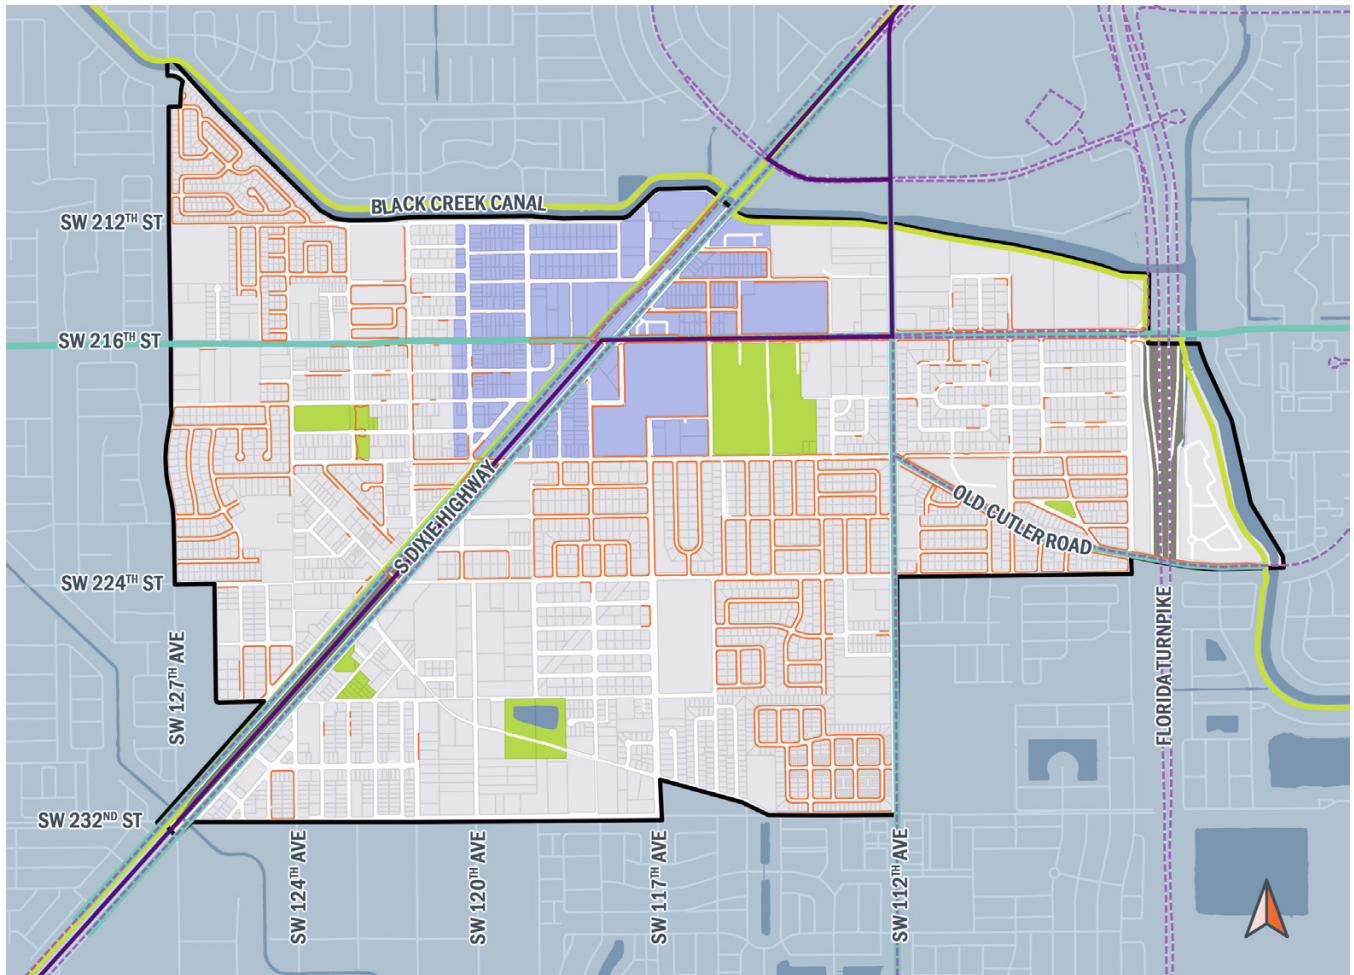 BLACK CREEK CANAL
SW 212TH ST
SW 216TH ST
S DIXIE HIGHWAY
OLD CUTLER ROAD
SW 224TH ST
SW 127TH AVE
FLORIDA TURNPIKE
SW 232ND ST
SW 124TH AVE
SW 120TH AVE
SW 117TH AVE
SW 112TH AVE